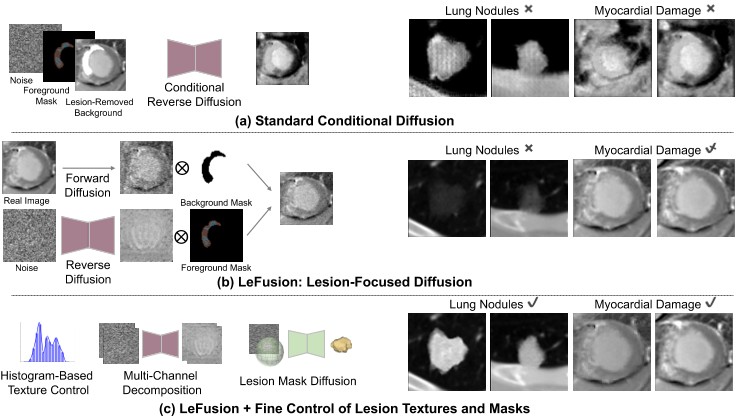 Lung Nodules ✖ Myocardial Damage ✖
Noise
Foreground
Mask
Lesion-Removed
Background
Conditional
Reverse Diffusion
(a) Standard Conditional Diffusion
Lung Nodules ✖ Myocardial Damage
Forward
Diffusion
Real Image
Background Mask
Noise
Reverse
Diffusion
Foreground Mask
(b) LeFusion: Lesion-Focused Diffusion
Lung Nodules ✓ Myocardial Damage ✓
Histogram-Based
Texture Control
Multi-Channel
Decomposition
Lesion Mask Diffusion
(c) LeFusion + Fine Control of Lesion Textures and Masks